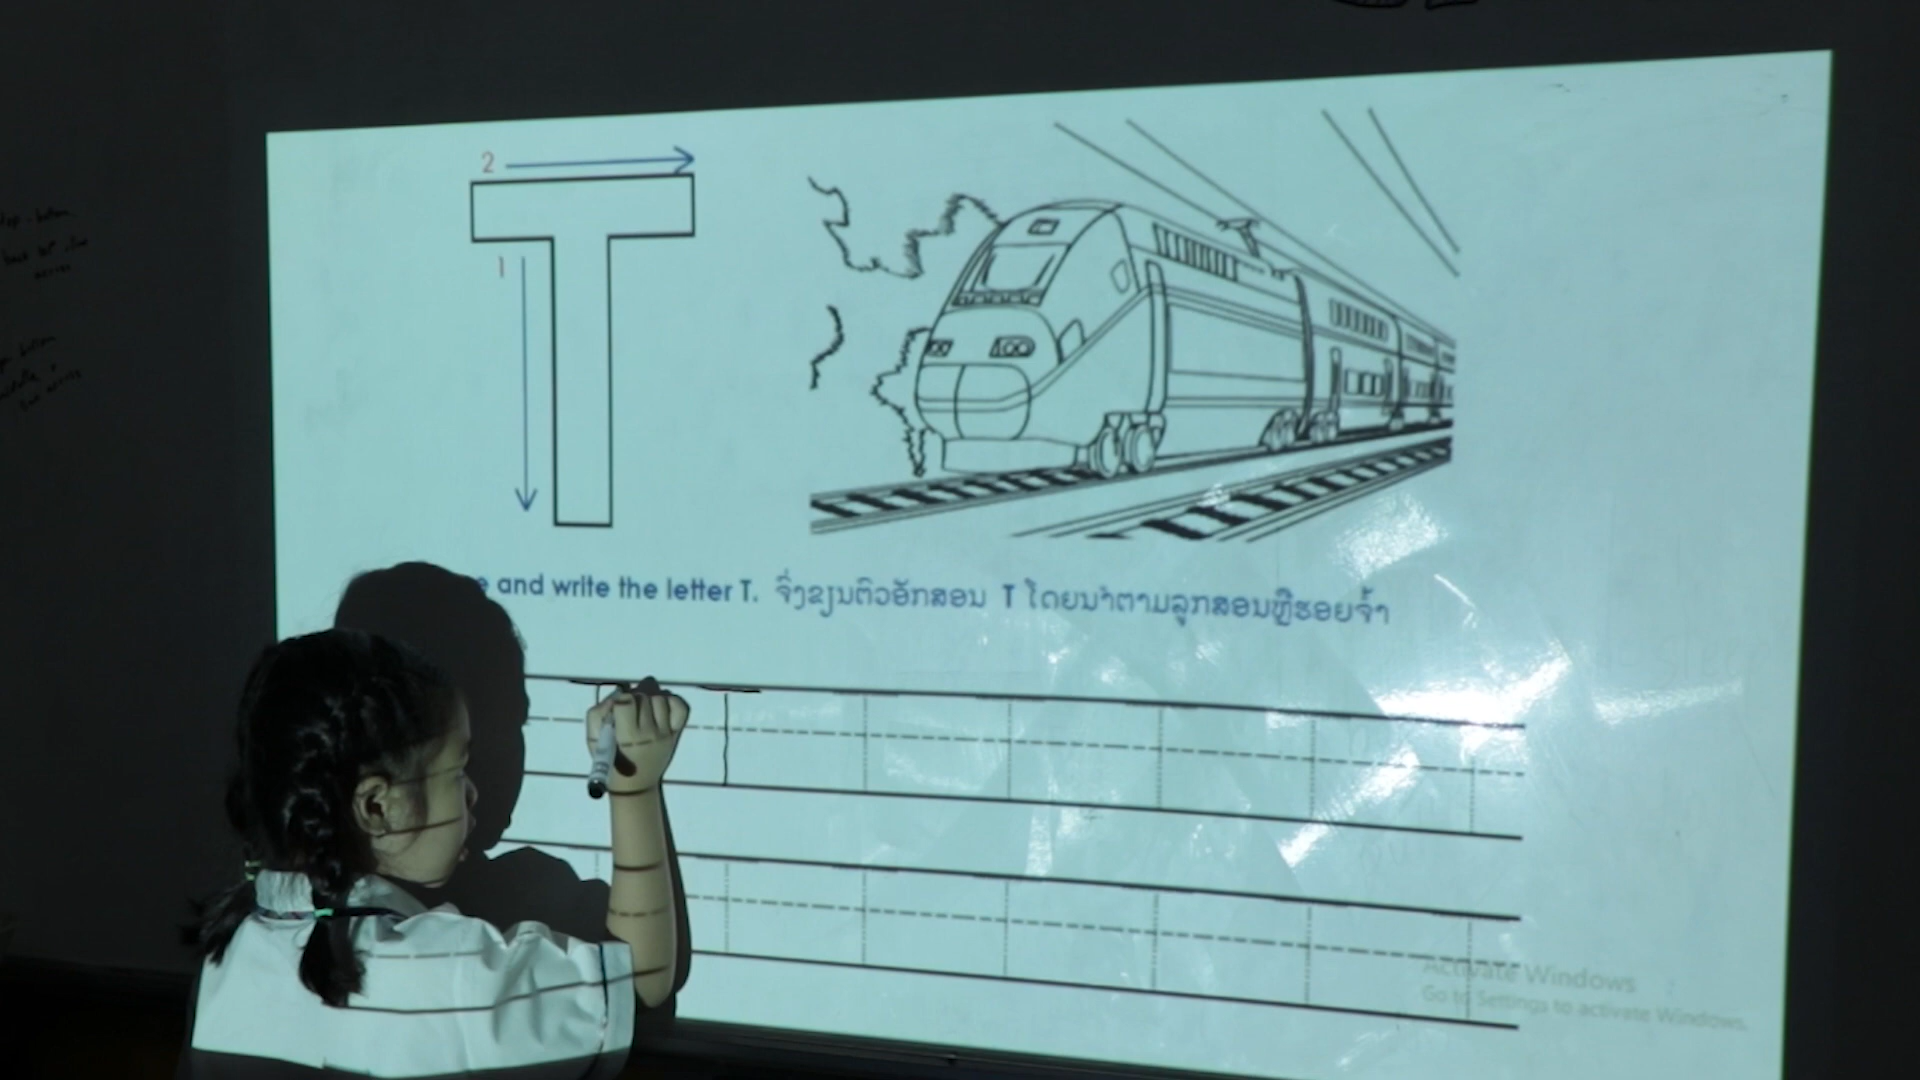 2
T
1
and write the letter T. ຈົ່ງຂຽນຕົວອັກສອນ T ໂດຍນຳຕາມລູກສອນຫຼືຮອຍຈ້ຳ
Activate Windows
Go to Settings to activate Windows.